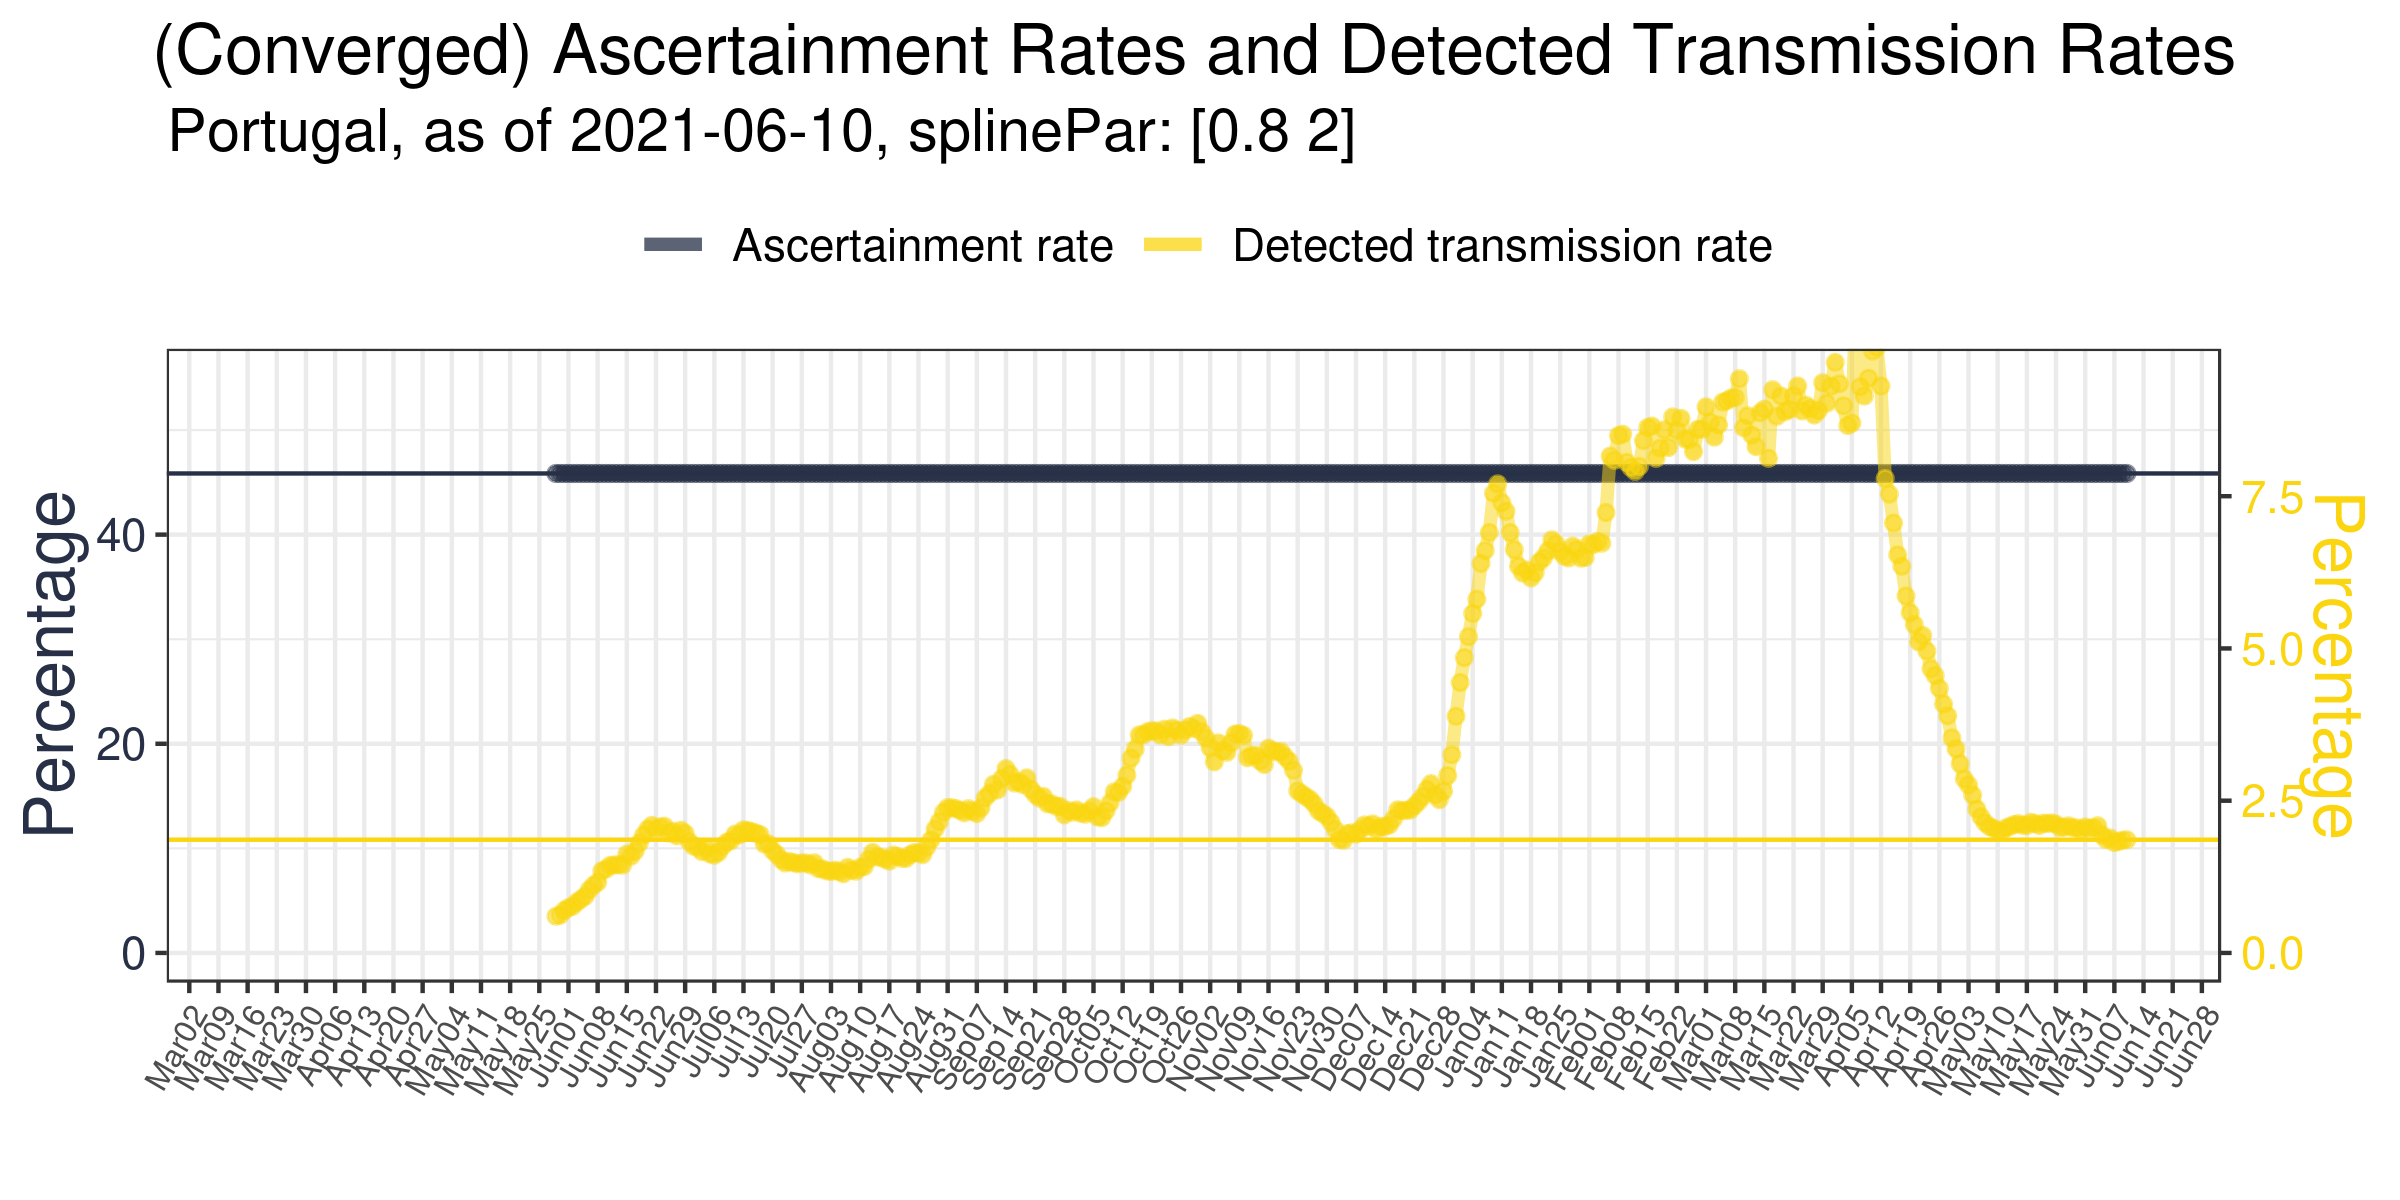 (Converged) Ascertainment Rates and Detected Transmission Rates
Portugal, as of 2021-06-10, splinePar: [0.8 2]
Ascertainment rate
Detected transmission rate
Percentage
40
20
0
7.5
5.0
2.5
0.0
Percentage
Mar02
Mar09
Mar16
Mar23
Mar30
Apr06
Apr13
Apr20
Apr27
May04
May11
May18
May25
Jun01
Jun08
Jun15
Jun22
Jun29
Jul06
Jul13
Jul20
Jul27
Aug03
Aug10
Aug17
Aug24
Aug31
Sep07
Sep14
Sep21
Sep28
Oct05
Oct12
Oct19
Oct26
Nov02
Nov09
Nov16
Nov23
Nov30
Dec07
Dec14
Dec21
Dec28
Jan04
Jan11
Jan18
Jan25
Feb01
Feb08
Feb15
Feb22
Mar01
Mar08
Mar15
Mar22
Mar29
Apr05
Apr12
Apr19
Apr26
May03
May10
May17
May24
May31
Jun07
Jun14
Jun21
Jun28